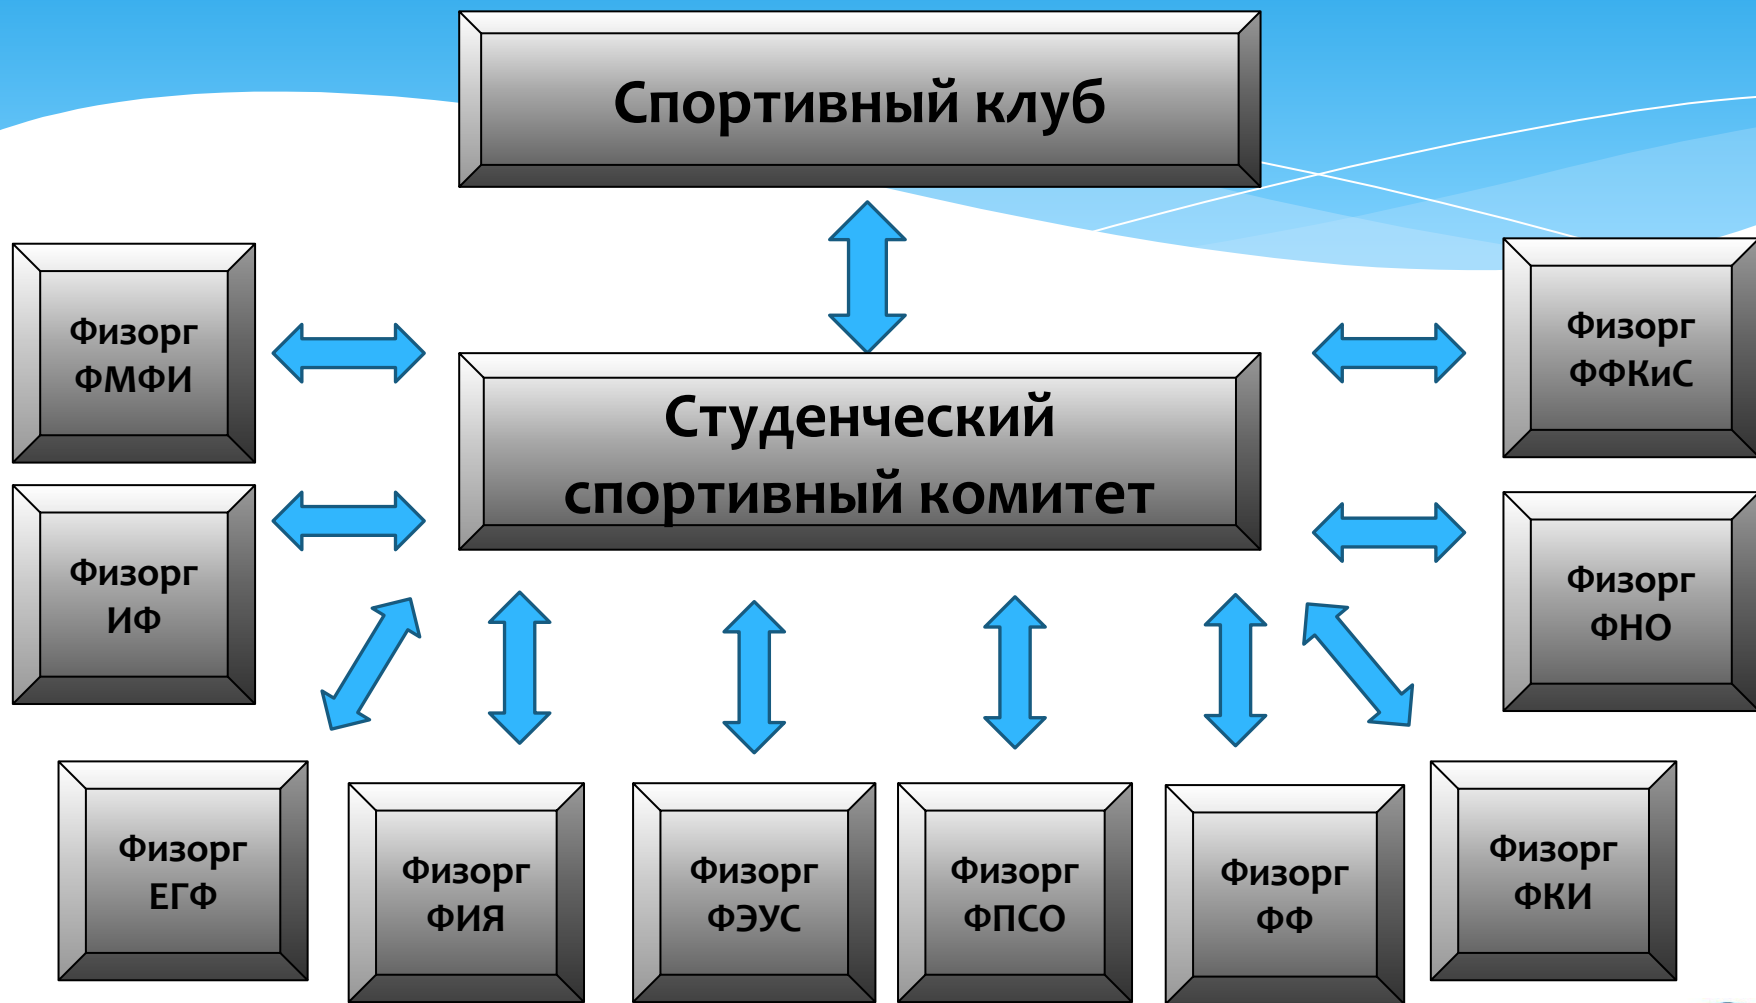 Спортивный клуб
Физорг
ФМФИ
Физорг
ФФКиС
Студенческий
спортивный комитет
Физорг
ИФ
Физорг
ФНО
Физорг
ЕГФ
Физорг
ФИЯ
Физорг
ФЭУС
Физорг
ФПСО
Физорг
ФФ
Физорг
ФКИ